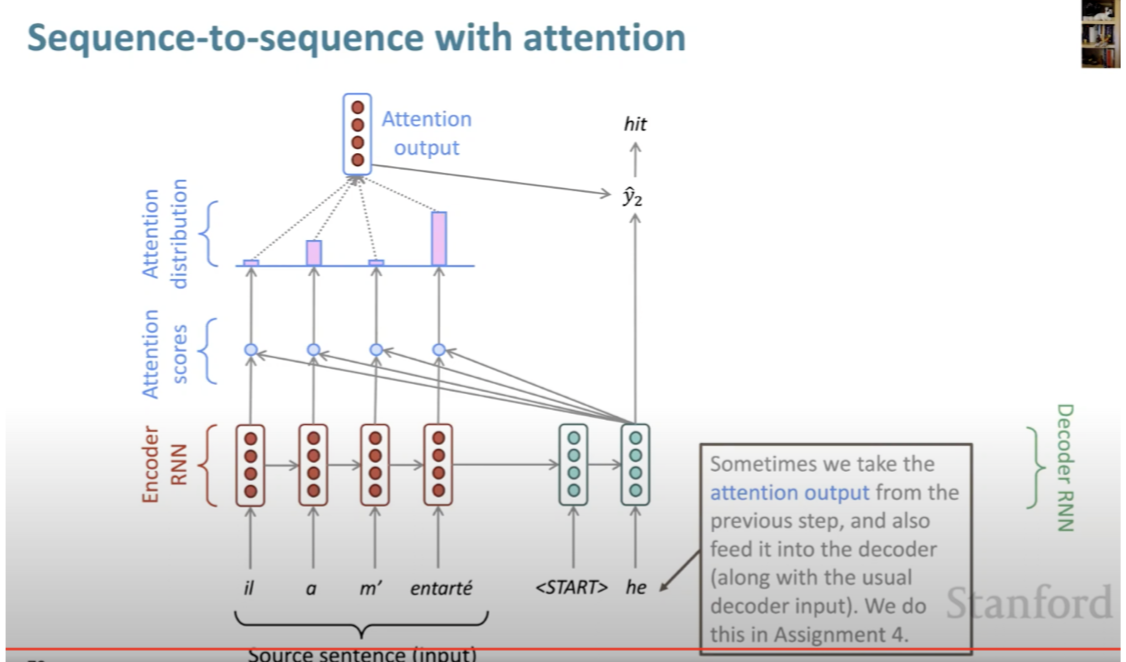 Sequence-to-sequence with attention
Attention
output
hit
ŷ₂
Attention
distribution
Attention
scores
Encoder
RNN
Decoder RNN
Sometimes we take the
attention output from the
previous step, and also
feed it into the decoder
(along with the usual
decoder input). We do
this in Assignment 4.
il a m’ entarté <START> he
Stanford
Source sentence (input)